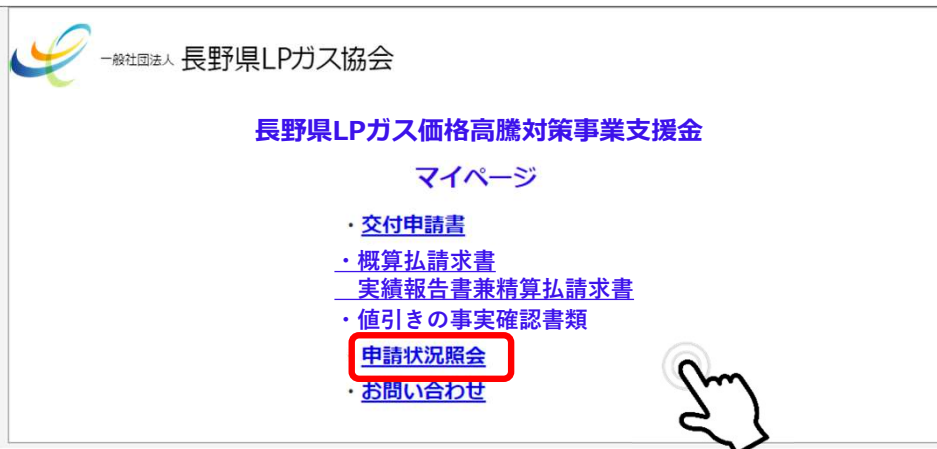 一般社団法人 長野県LPガス協会
長野県LPガス価格高騰対策事業支援金
マイページ
・交付申請書
・概算払請求書
実績報告書兼精算払請求書
・値引きの事実確認書類
申請状況照会
・お問い合わせ